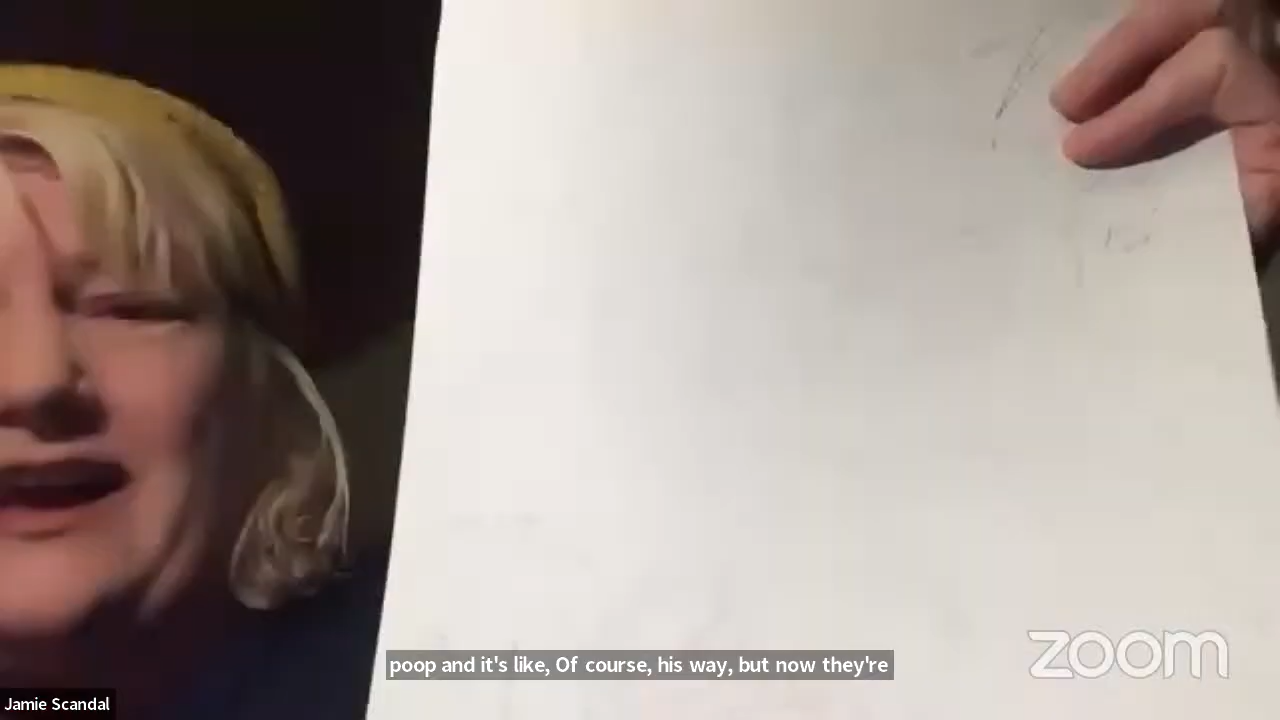 poop and it's like, Of course, his way, but now they're
zoom
Jamie Scandal